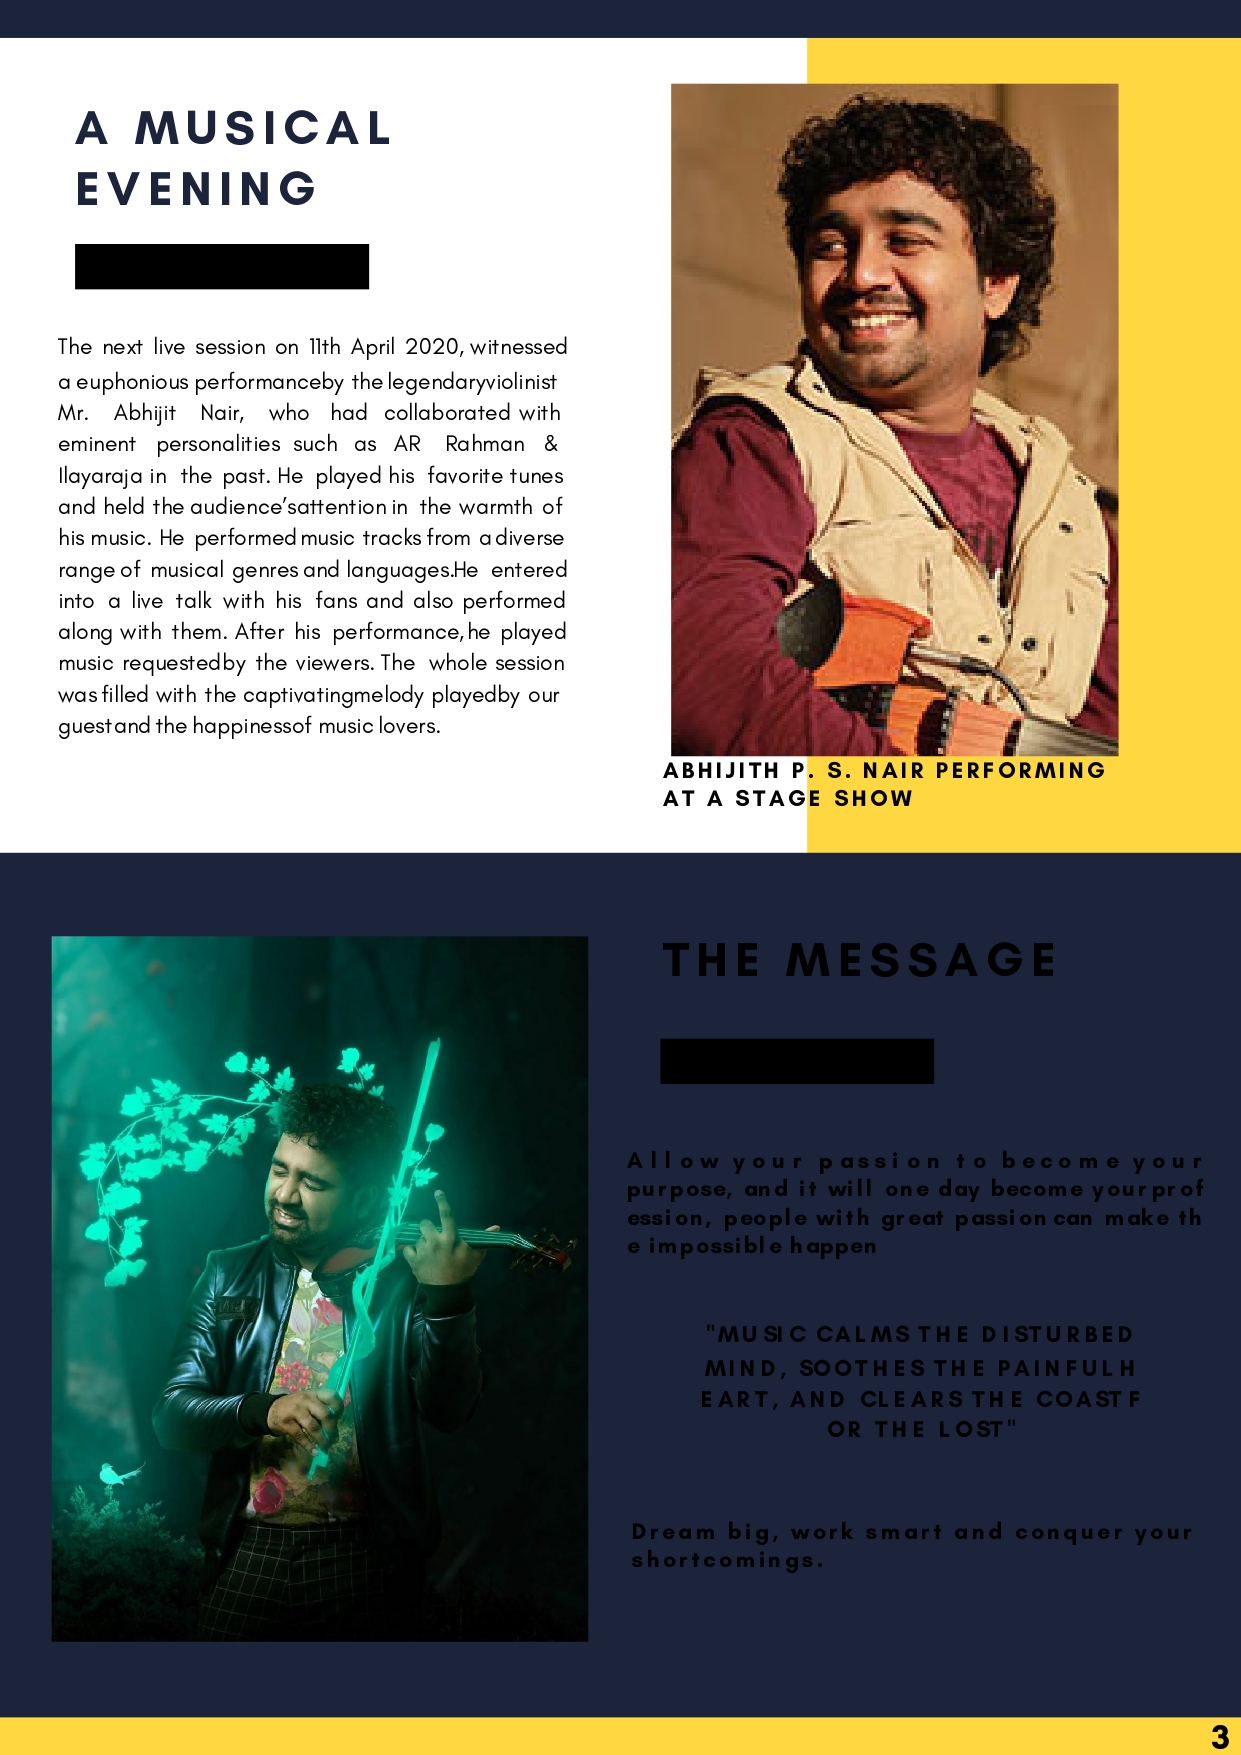 A MUSICAL
EVENING
The next live session on 11th April 2020, witnessed
a euphonious performanceby the legendaryviolinist
Mr. Abhijit Nair, who had collaborated with
eminent personalities such as AR Rahman &
Ilayaraja in the past. He played his favorite tunes
and held the audience'sattention in the warmth of
his music. He performed music tracks from a diverse
range of musical genres and languages.He entered
into a live talk with his fans and also performed
along with them. After his performance, he played
music requestedby the viewers. The whole session
was filled with the captivatingmelody playedby our
guest and the happinessof music lovers.
ABHIJITH P. S. NAIR PERFORMING
AT A STAGE SHOW
THE MESSAGE
Allow your passion to become your
purpose, and it will one day become your prof
ession, people with great passion can make th
e impossible happen
"MUSIC CALMS THE DISTURBED
MIND, SOOTHES THE PAINFUL H
EART, AND CLEARS THE COAST F
OR THE LOST"
Dream big, work smart and conquer your
shortcomings.
3